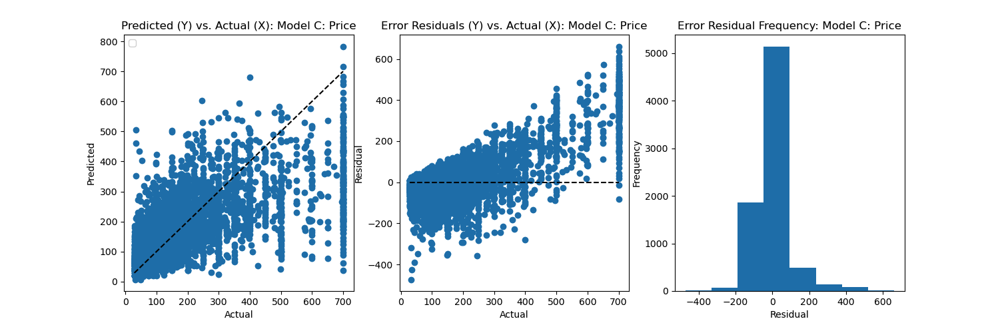 Predicted (Y) vs. Actual (X): Model C: Price
800
700
600
500
400
300
200
100
0
Predicted
0 100 200 300 400 500 600 700
Actual
Error Residuals (Y) vs. Actual (X): Model C: Price
600
400
200
0
−200
−400
Residual
0 100 200 300 400 500 600 700
Actual
Error Residual Frequency: Model C: Price
5000
4000
3000
2000
1000
0
Frequency
−400 −200 0 200 400 600
Residual